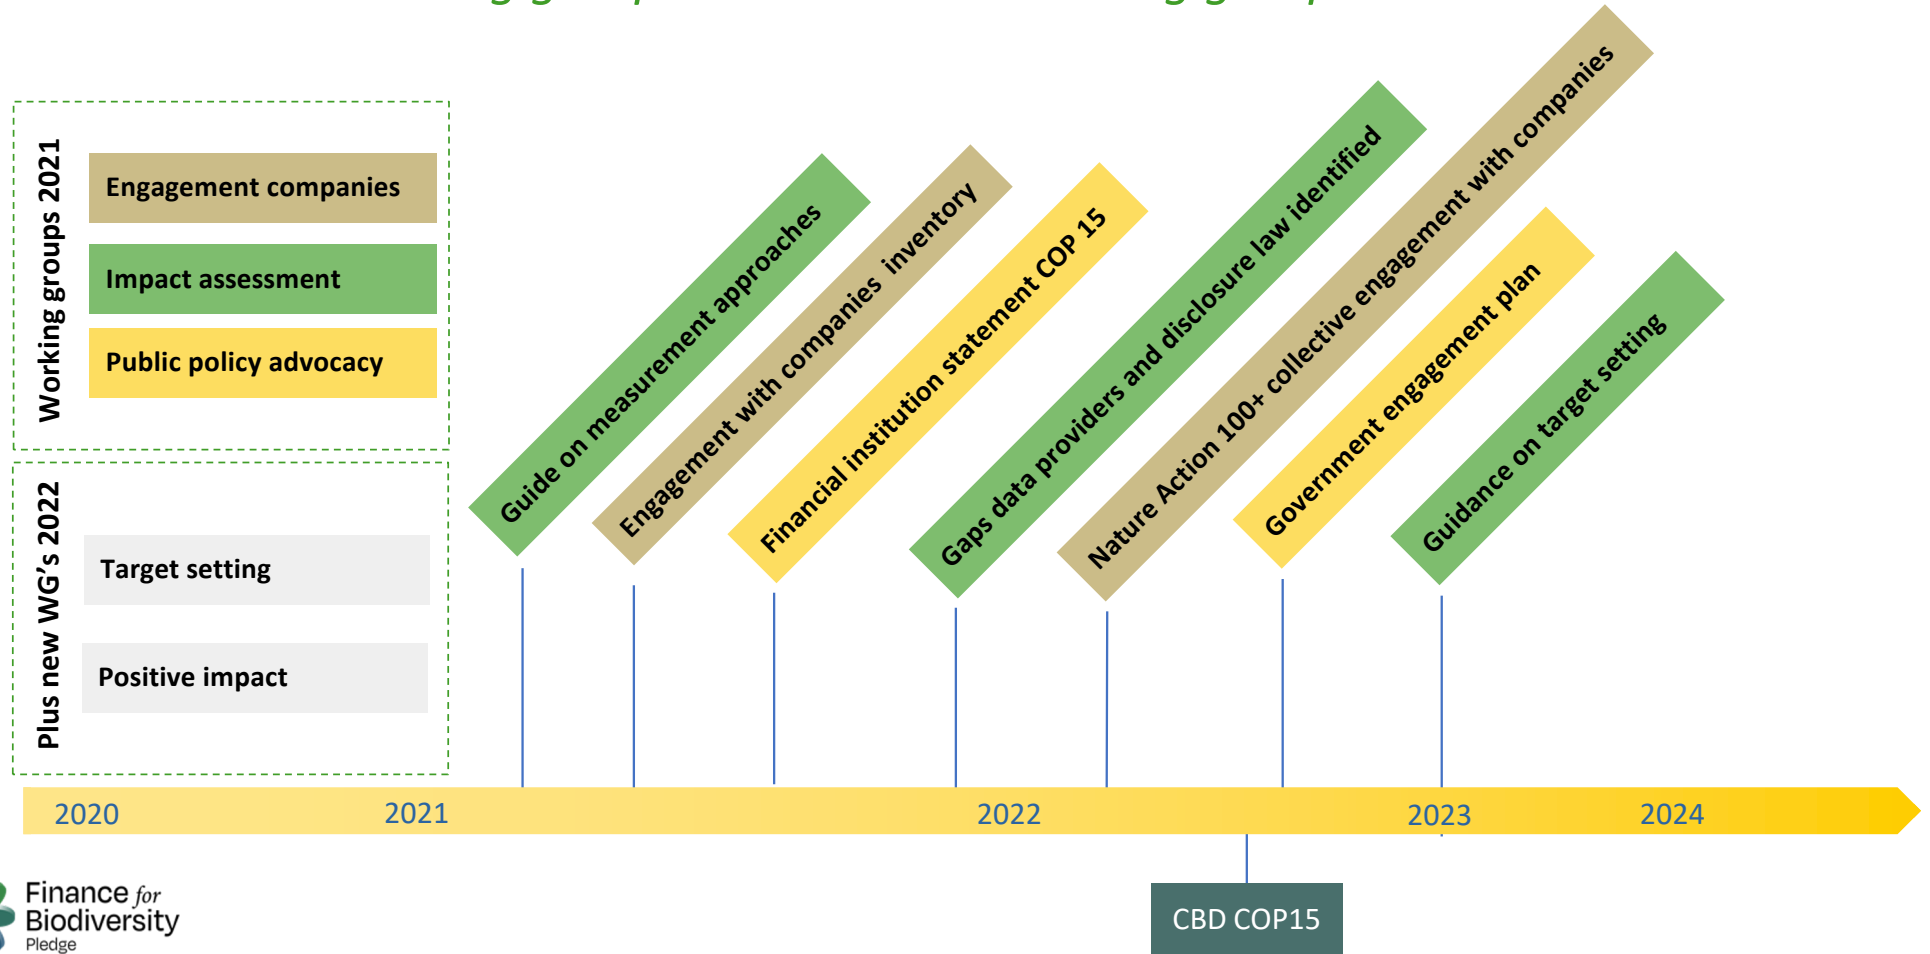 Working groups 2021
Engagement companies
Impact assessment
Public policy advocacy
Plus new WG's 2022
Target setting
Positive impact
Guide on measurement approaches
Engagement with companies  inventory
Financial institution statement COP 15
Gaps data providers and disclosure law identified
Nature Action 100+ collective engagement with companies
Government engagement plan
Guidance on target setting
2020
2021
2022
2023
2024
CBD COP15
Finance for
Biodiversity
Pledge